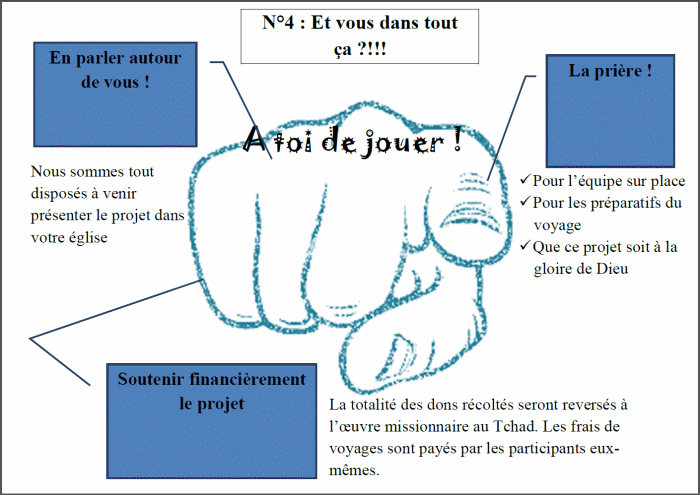 N°4 : Et vous dans tout
ça ?!!!
En parler autour
de vous !
La prière !
A toi de jouer !
Nous sommes tout
disposés à venir
présenter le projet dans
votre église
✓Pour l’équipe sur place
✓Pour les préparatifs du
voyage
✓Que ce projet soit à la
gloire de Dieu
Soutenir financièrement
le projet
La totalité des dons récoltés seront reversés à
l’œuvre missionnaire au Tchad. Les frais de
voyages sont payés par les participants eux-
mêmes.